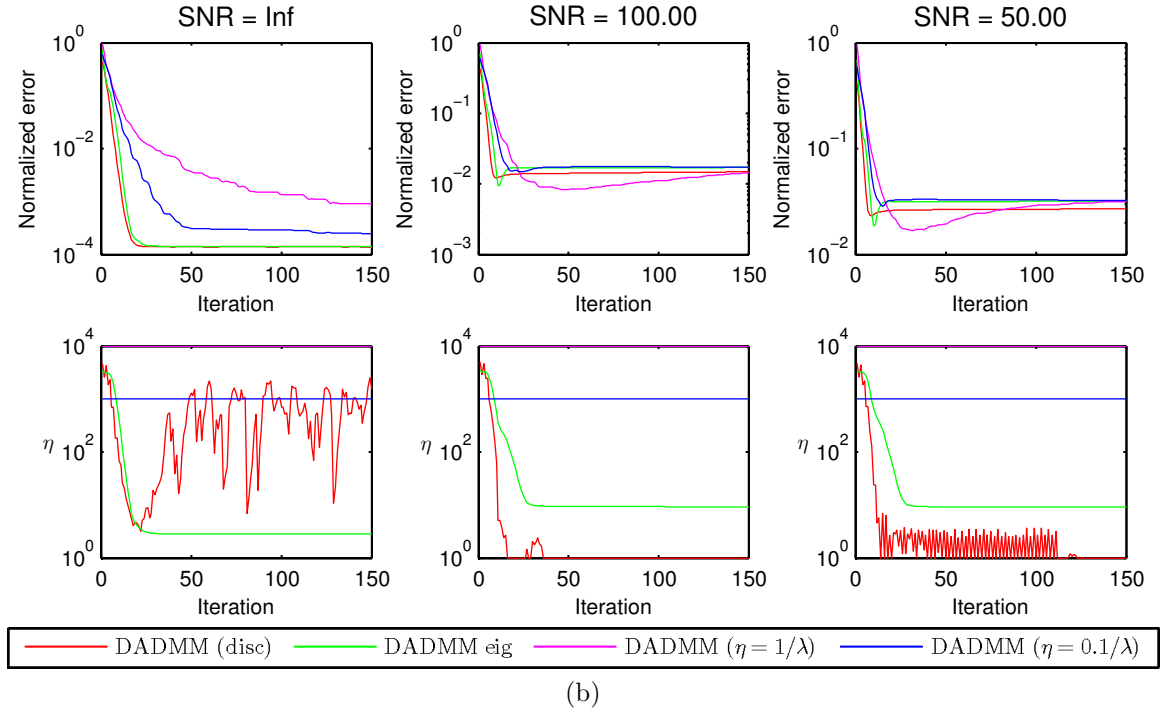 SNR = Inf
SNR = 100.00
SNR = 50.00
10^0
10^-2
10^-4
Normalized error
0 50 100 150
Iteration
10^0
10^-1
10^-2
10^-3
Normalized error
0 50 100 150
Iteration
10^0
10^-1
10^-2
Normalized error
0 50 100 150
Iteration
10^4
10^2
10^0
η
0 50 100 150
Iteration
10^4
10^2
10^0
η
0 50 100 150
Iteration
10^4
10^2
10^0
η
0 50 100 150
Iteration
DADMM (disc) DADMM eig DADMM (η = 1/λ) DADMM (η = 0.1/λ)
(b)